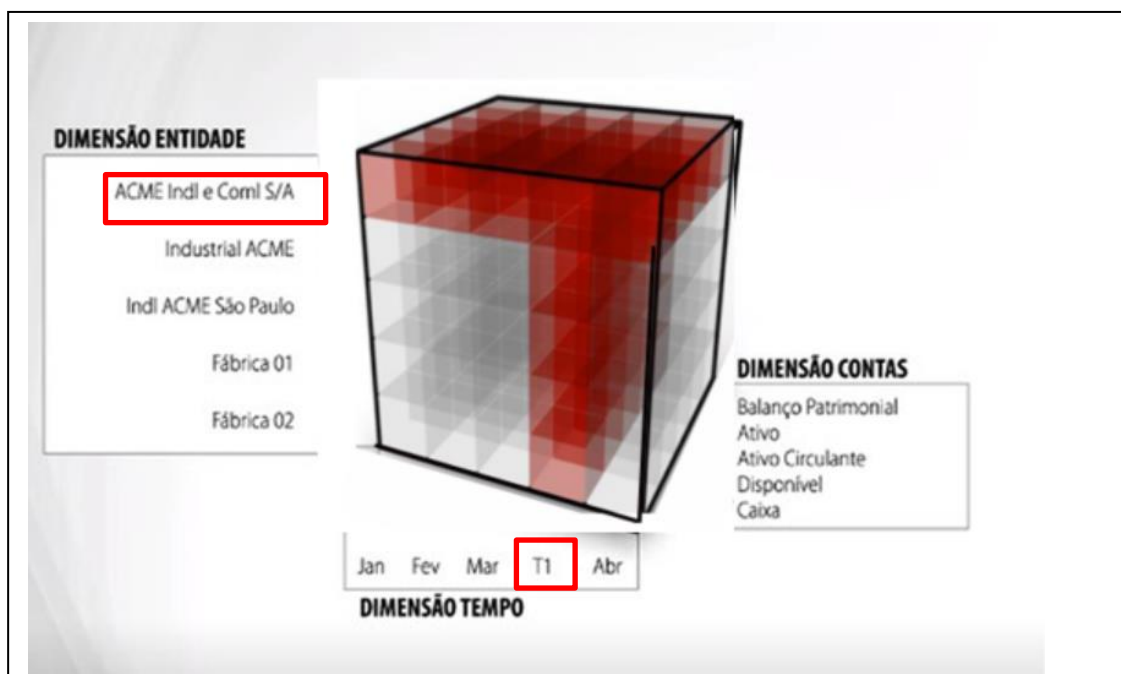 DIMENSÃO ENTIDADE
ACME Indl e Coml S/A
Industrial ACME
Indl ACME São Paulo
Fábrica 01
Fábrica 02
DIMENSÃO CONTAS
Balanço Patrimonial
Ativo
Ativo Circulante
Disponível
Caixa
Jan Fev Mar T1 Abr
DIMENSÃO TEMPO